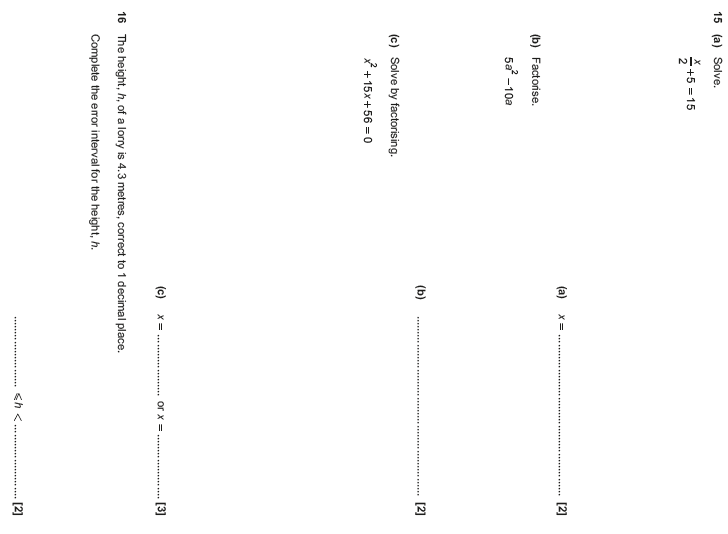 15 (a) Solve.
x/2 + 5 = 15
(a) x = ............................................................ [2]
(b) Factorise.
5a² – 10a
(b) ............................................................ [2]
(c) Solve by factorising.
x² + 15x + 56 = 0
(c) x = .................... or x = .................... [3]
16 The height, h, of a lorry is 4.3 metres, correct to 1 decimal place.
Complete the error interval for the height, h.
.................... ⩽ h < .................... [2]